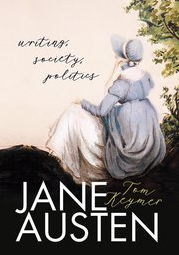 writing,
society,
politics
Tom
Keymer
JANE
AUSTEN